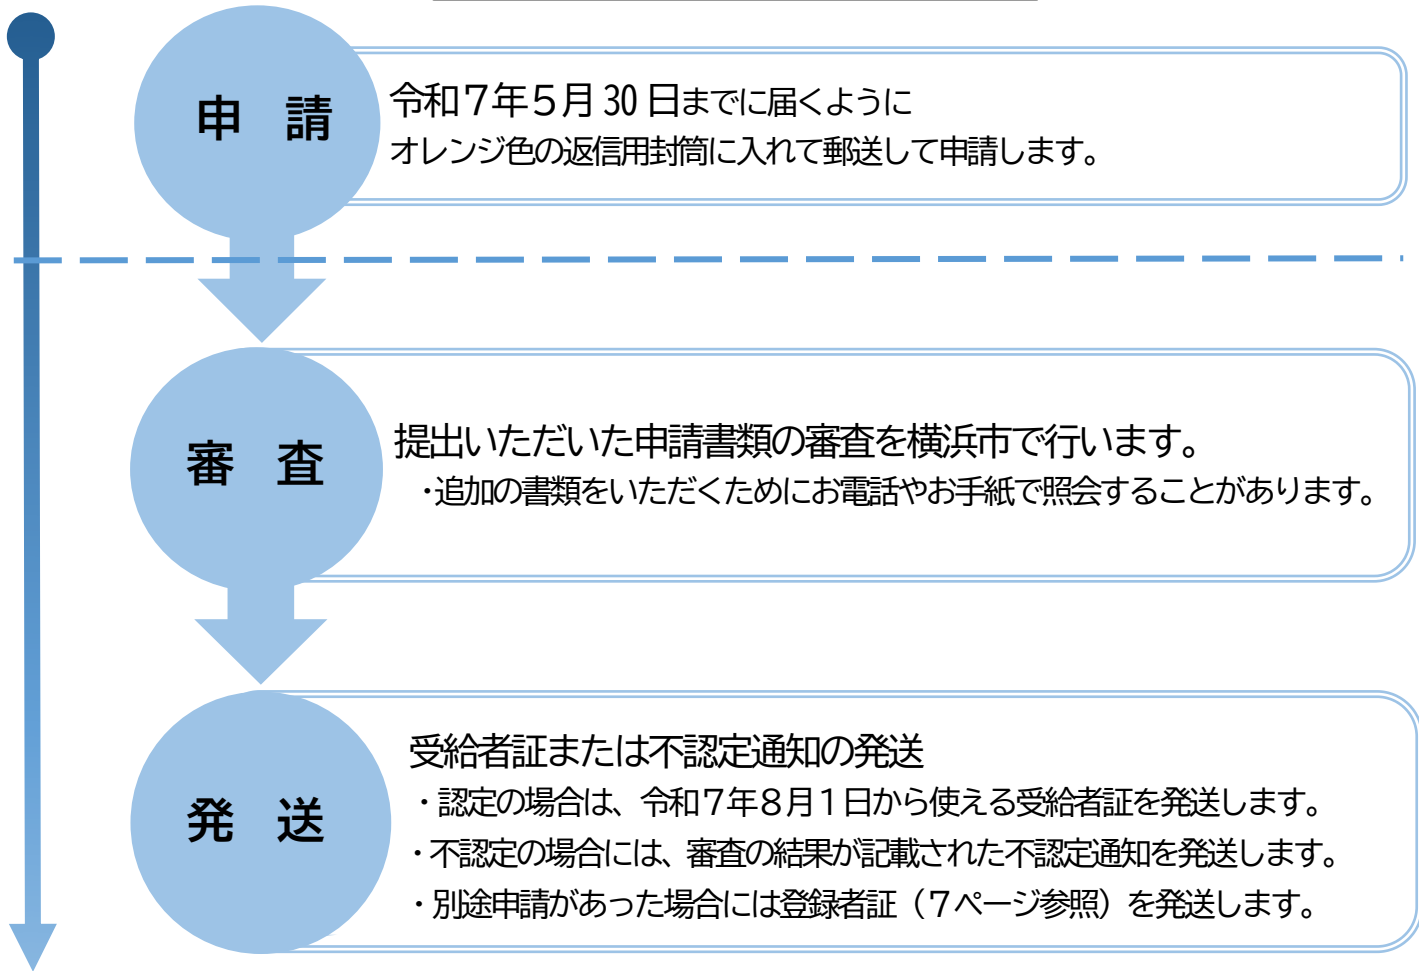 申 請
令和７年５月 30 日までに届くように
オレンジ色の返信用封筒に入れて郵送して申請します。
審 査
提出いただいた申請書類の審査を横浜市で行います。
・追加の書類をいただくためにお電話やお手紙で照会することがあります。
発 送
受給者証または不認定通知の発送
・認定の場合は、令和７年８月１日から使える受給者証を発送します。
・不認定の場合には、審査の結果が記載された不認定通知を発送します。
・別途申請があった場合には登録者証（７ページ参照）を発送します。